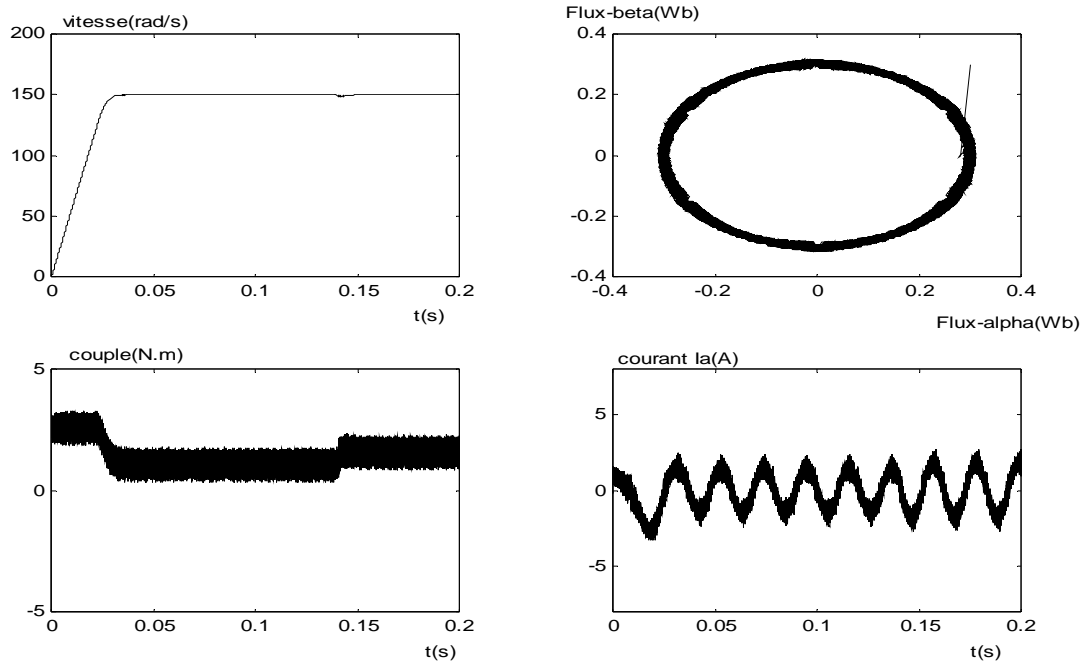 vitesse(rad/s)
200
150
100
50
0
0 0.05 0.1 0.15 0.2
t(s)
Flux-beta(Wb)
0.4
0.2
0
-0.2
-0.4
-0.4 -0.2 0 0.2 0.4
Flux-alpha(Wb)
couple(N.m)
5
0
-5
0 0.05 0.1 0.15 0.2
t(s)
courant Ia(A)
5
0
-5
0 0.05 0.1 0.15 0.2
t(s)